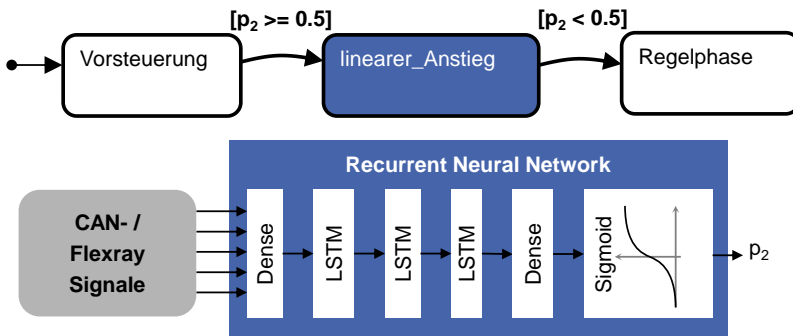 [p2 >= 0.5]
[p2 < 0.5]
Vorsteuerung
linearer_Anstieg
Regelphase
Recurrent Neural Network
CAN- /
Flexray
Signale
Dense
LSTM
LSTM
LSTM
Dense
Sigmoid
p2